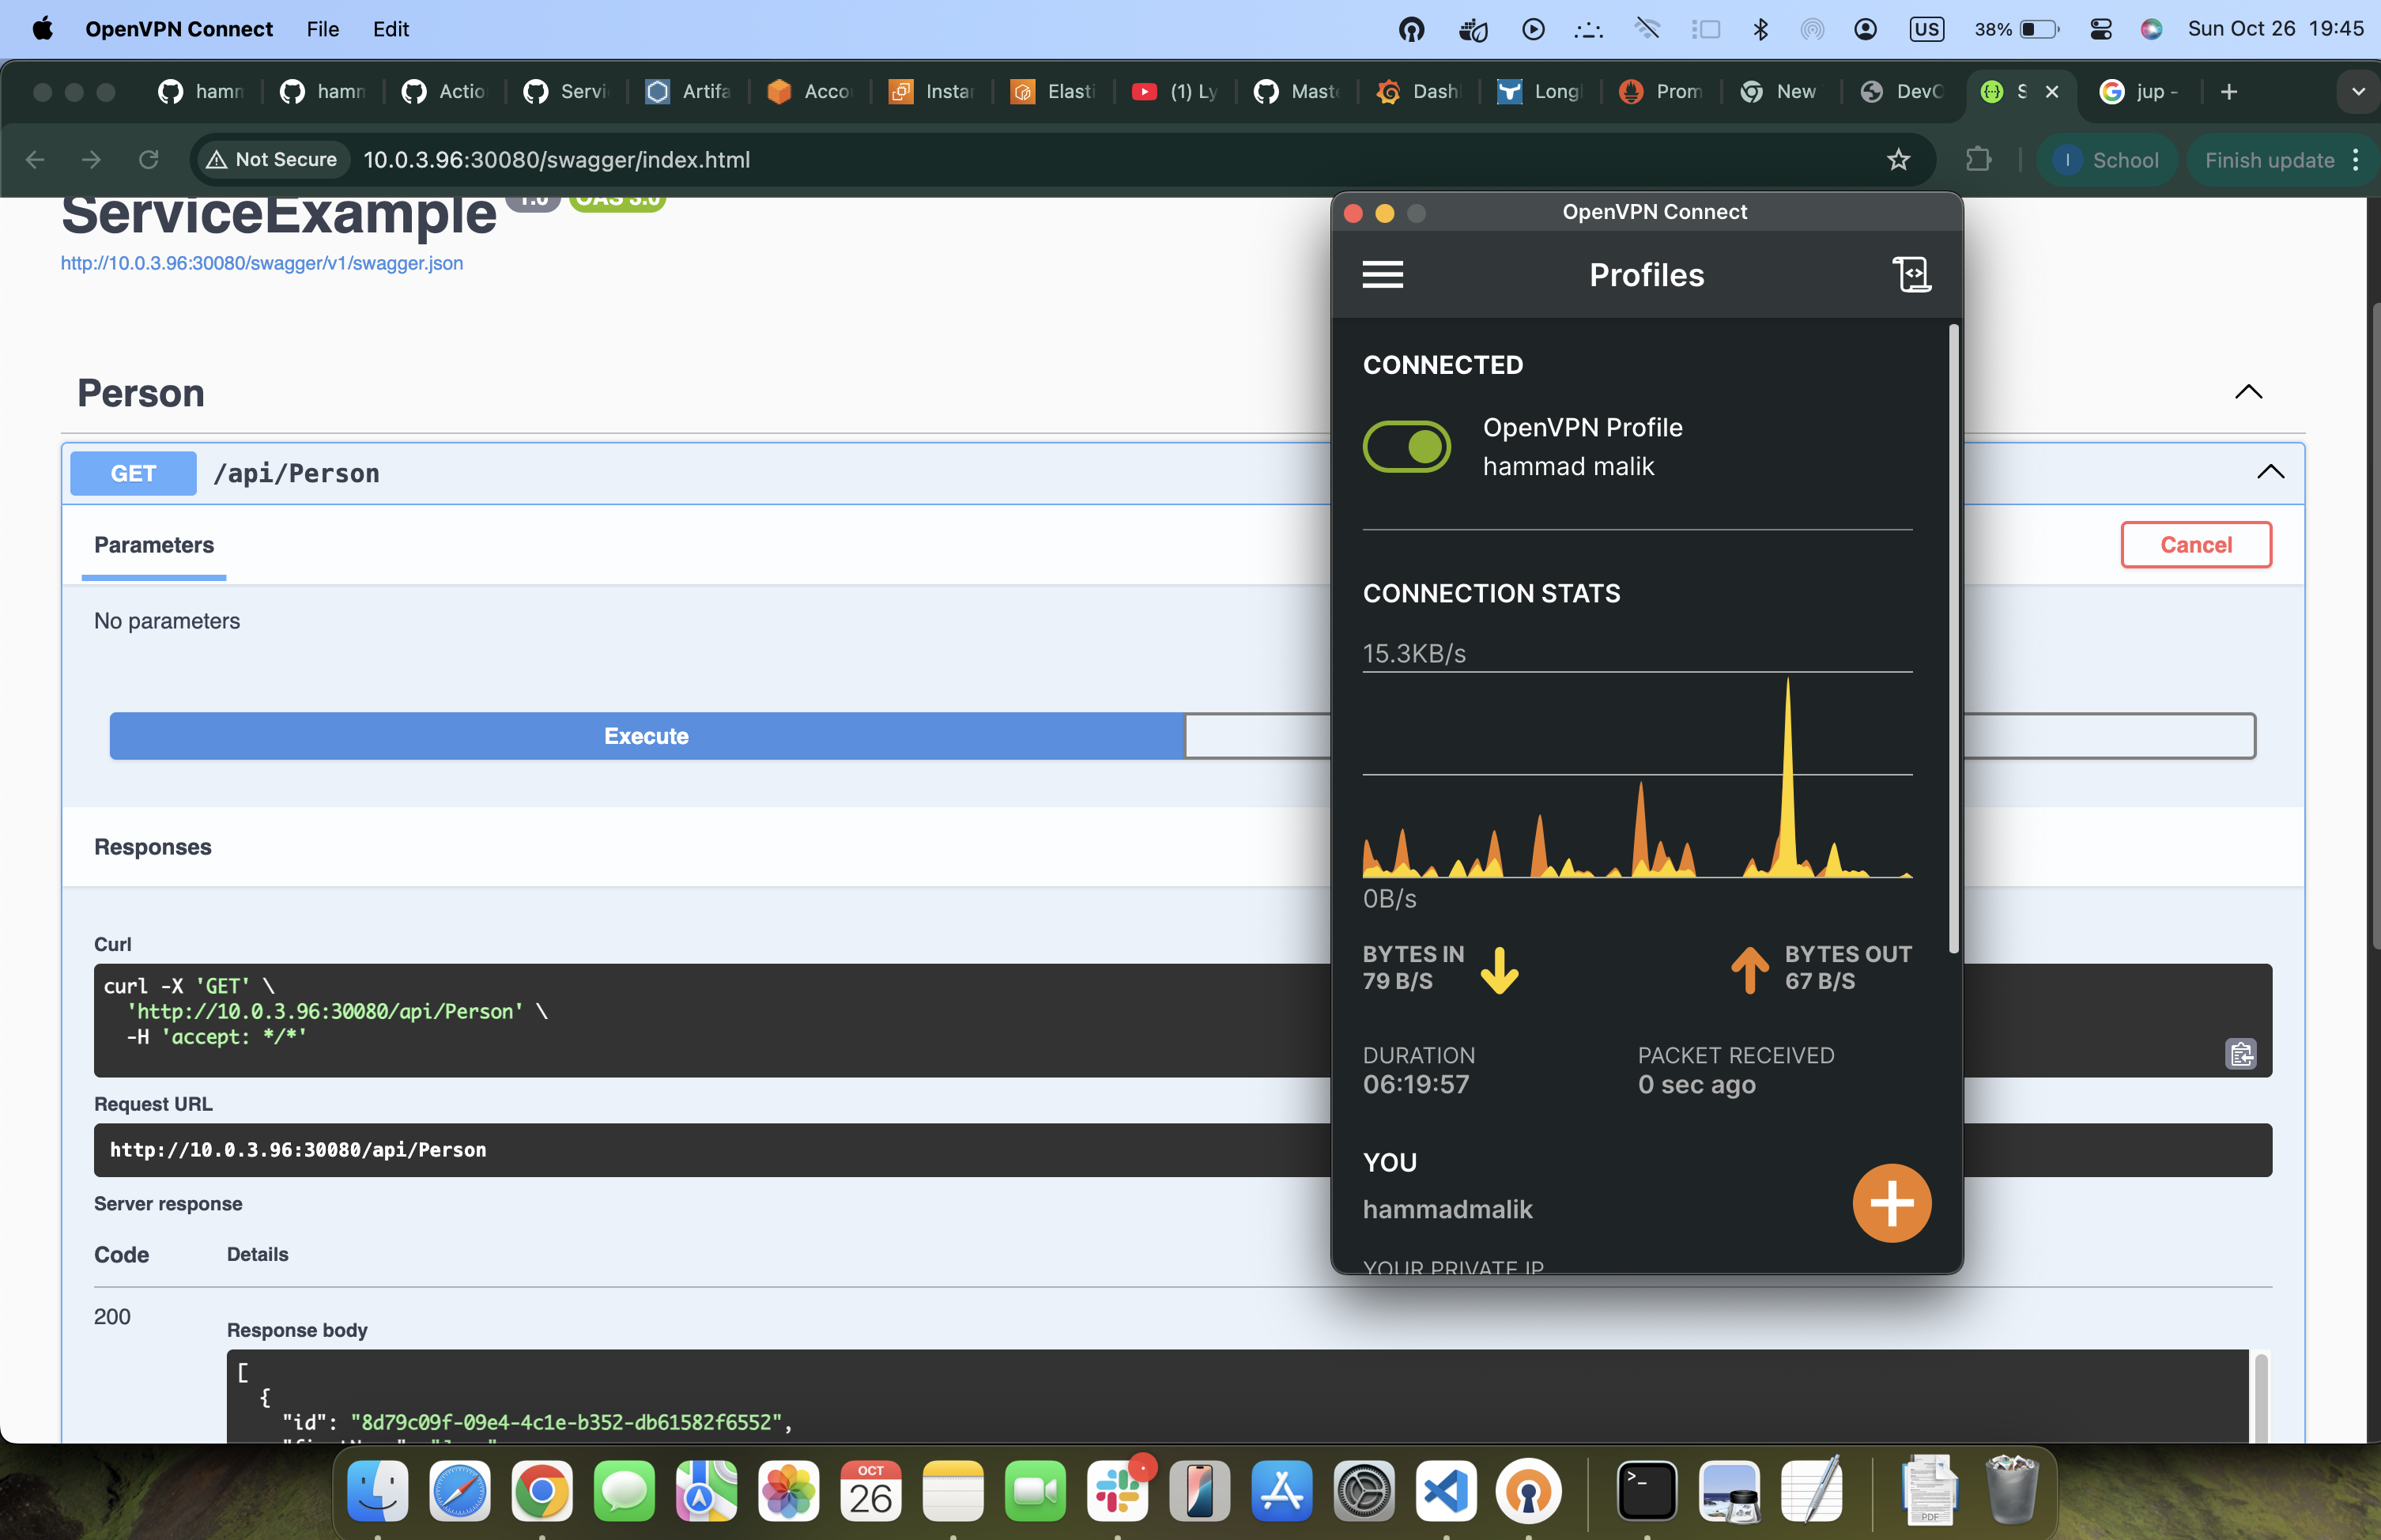 OpenVPN Connect File Edit US 38% Sun Oct 26 19:45
hamm hamm Actio Servi Artifa Acco Instan Elasti (1) Ly Maste Dash Long Prom New DevO S jup -
Not Secure 10.0.3.96:30080/swagger/index.html School Finish update
ServiceExample 1.0 OAS 3.0
http://10.0.3.96:30080/swagger/v1/swagger.json
Person
GET /api/Person
Parameters
Cancel
No parameters
Execute
Responses
Curl
curl -X 'GET' \
'http://10.0.3.96:30080/api/Person' \
-H 'accept: */*'
Request URL
http://10.0.3.96:30080/api/Person
Server response
Code Details
200
Response body
[
{
"id": "8d79c09f-09e4-4c1e-b352-db61582f6552",
OpenVPN Connect
Profiles
CONNECTED
OpenVPN Profile
hammad malik
CONNECTION STATS
15.3KB/s
0B/s
BYTES IN
79 B/S
BYTES OUT
67 B/S
DURATION
06:19:57
PACKET RECEIVED
0 sec ago
YOU
hammadmalik
YOUR PRIVATE IP
OCT
26
PDF